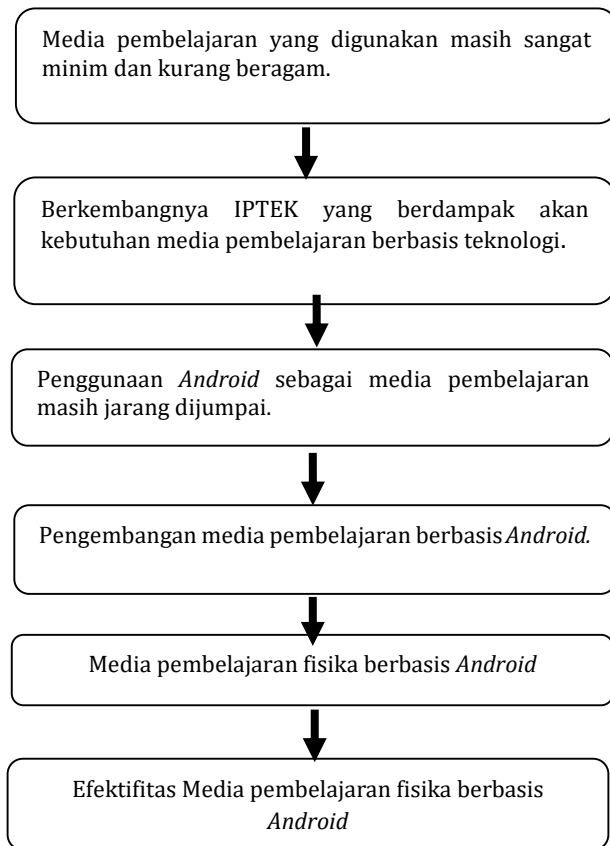 Media pembelajaran yang digunakan masih sangat
minim dan kurang beragam.
Berkembangnya IPTEK yang berdampak akan
kebutuhan media pembelajaran berbasis teknologi.
Penggunaan Android sebagai media pembelajaran
masih jarang dijumpai.
Pengembangan media pembelajaran berbasis Android.
Media pembelajaran fisika berbasis Android
Efektifitas Media pembelajaran fisika berbasis
Android